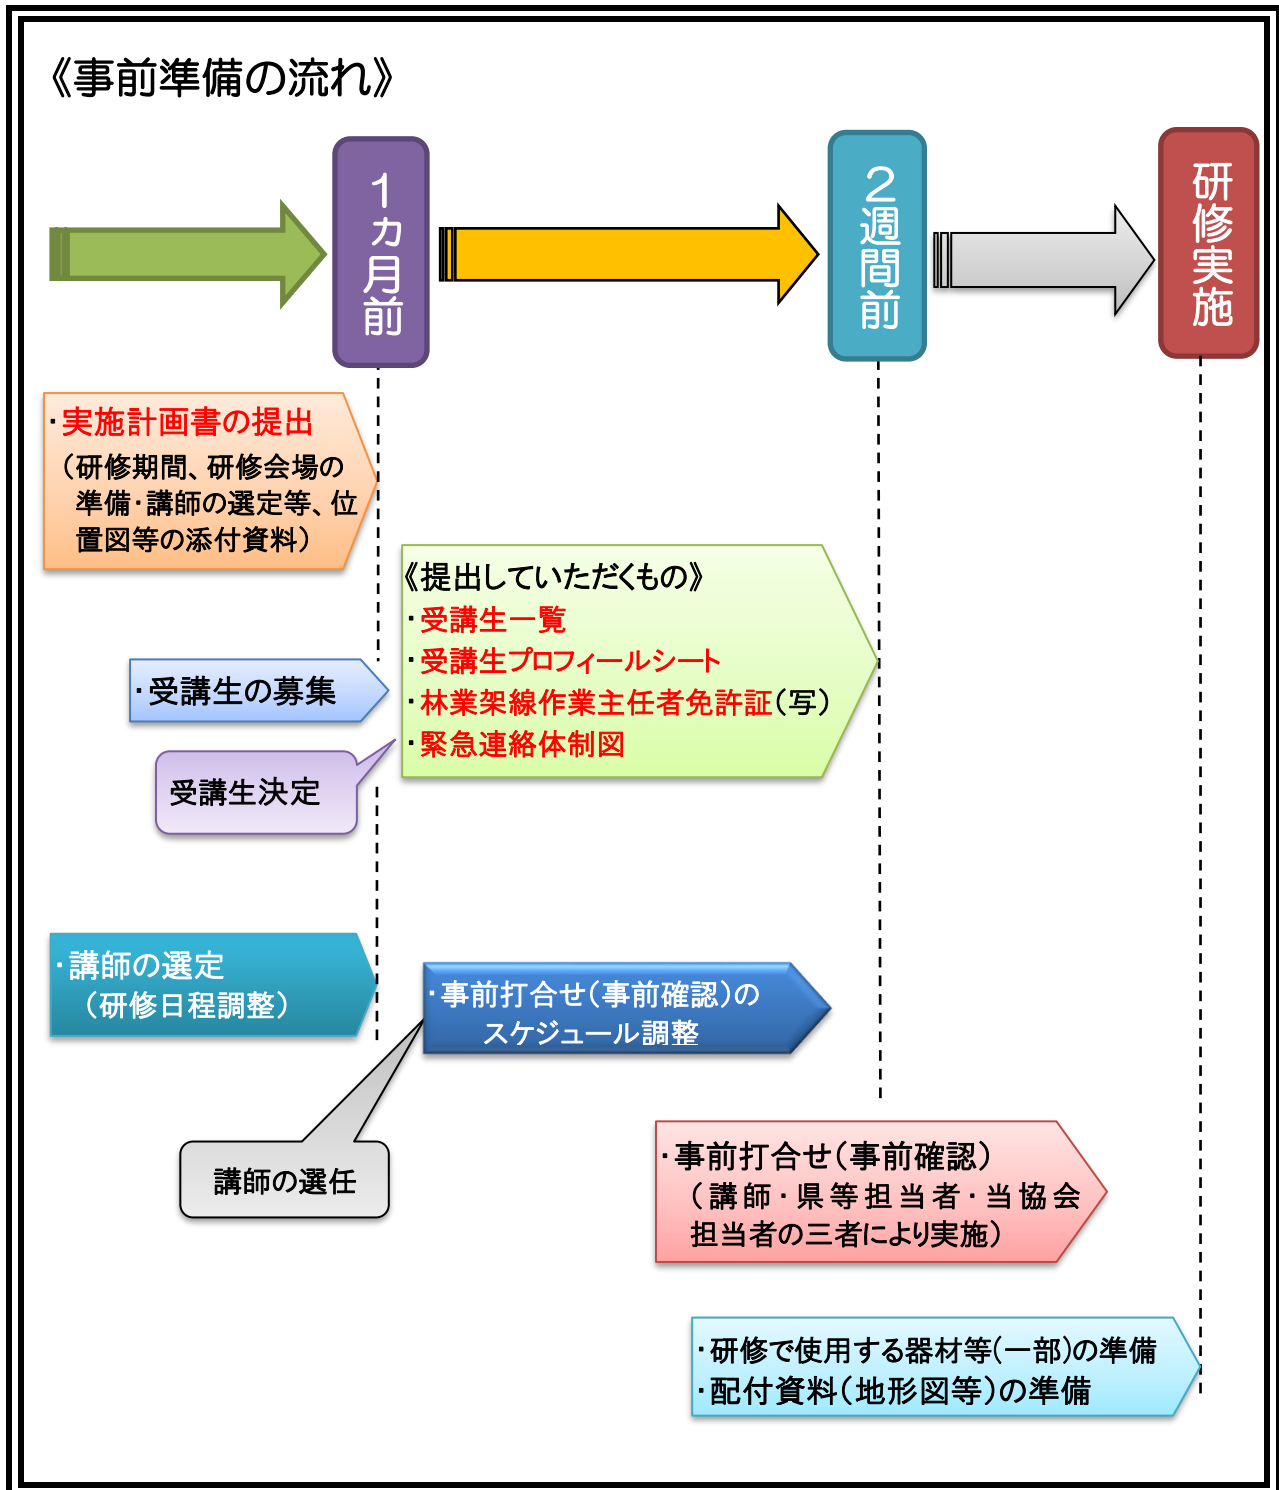 《事前準備の流れ》
１ヵ月前
２週間前
研修実施
・実施計画書の提出
（研修期間、研修会場の
準備・講師の選定等、位
置図等の添付資料）
《提出していただくもの》
・受講生一覧
・受講生プロフィールシート
・林業架線作業主任者免許証（写）
・緊急連絡体制図
・受講生の募集
受講生決定
・講師の選定
（研修日程調整）
・事前打合せ（事前確認）の
スケジュール調整
講師の選任
・事前打合せ（事前確認）
（講師・県等担当者・当協会
担当者の三者により実施）
・研修で使用する器材等(一部)の準備
・配付資料（地形図等）の準備